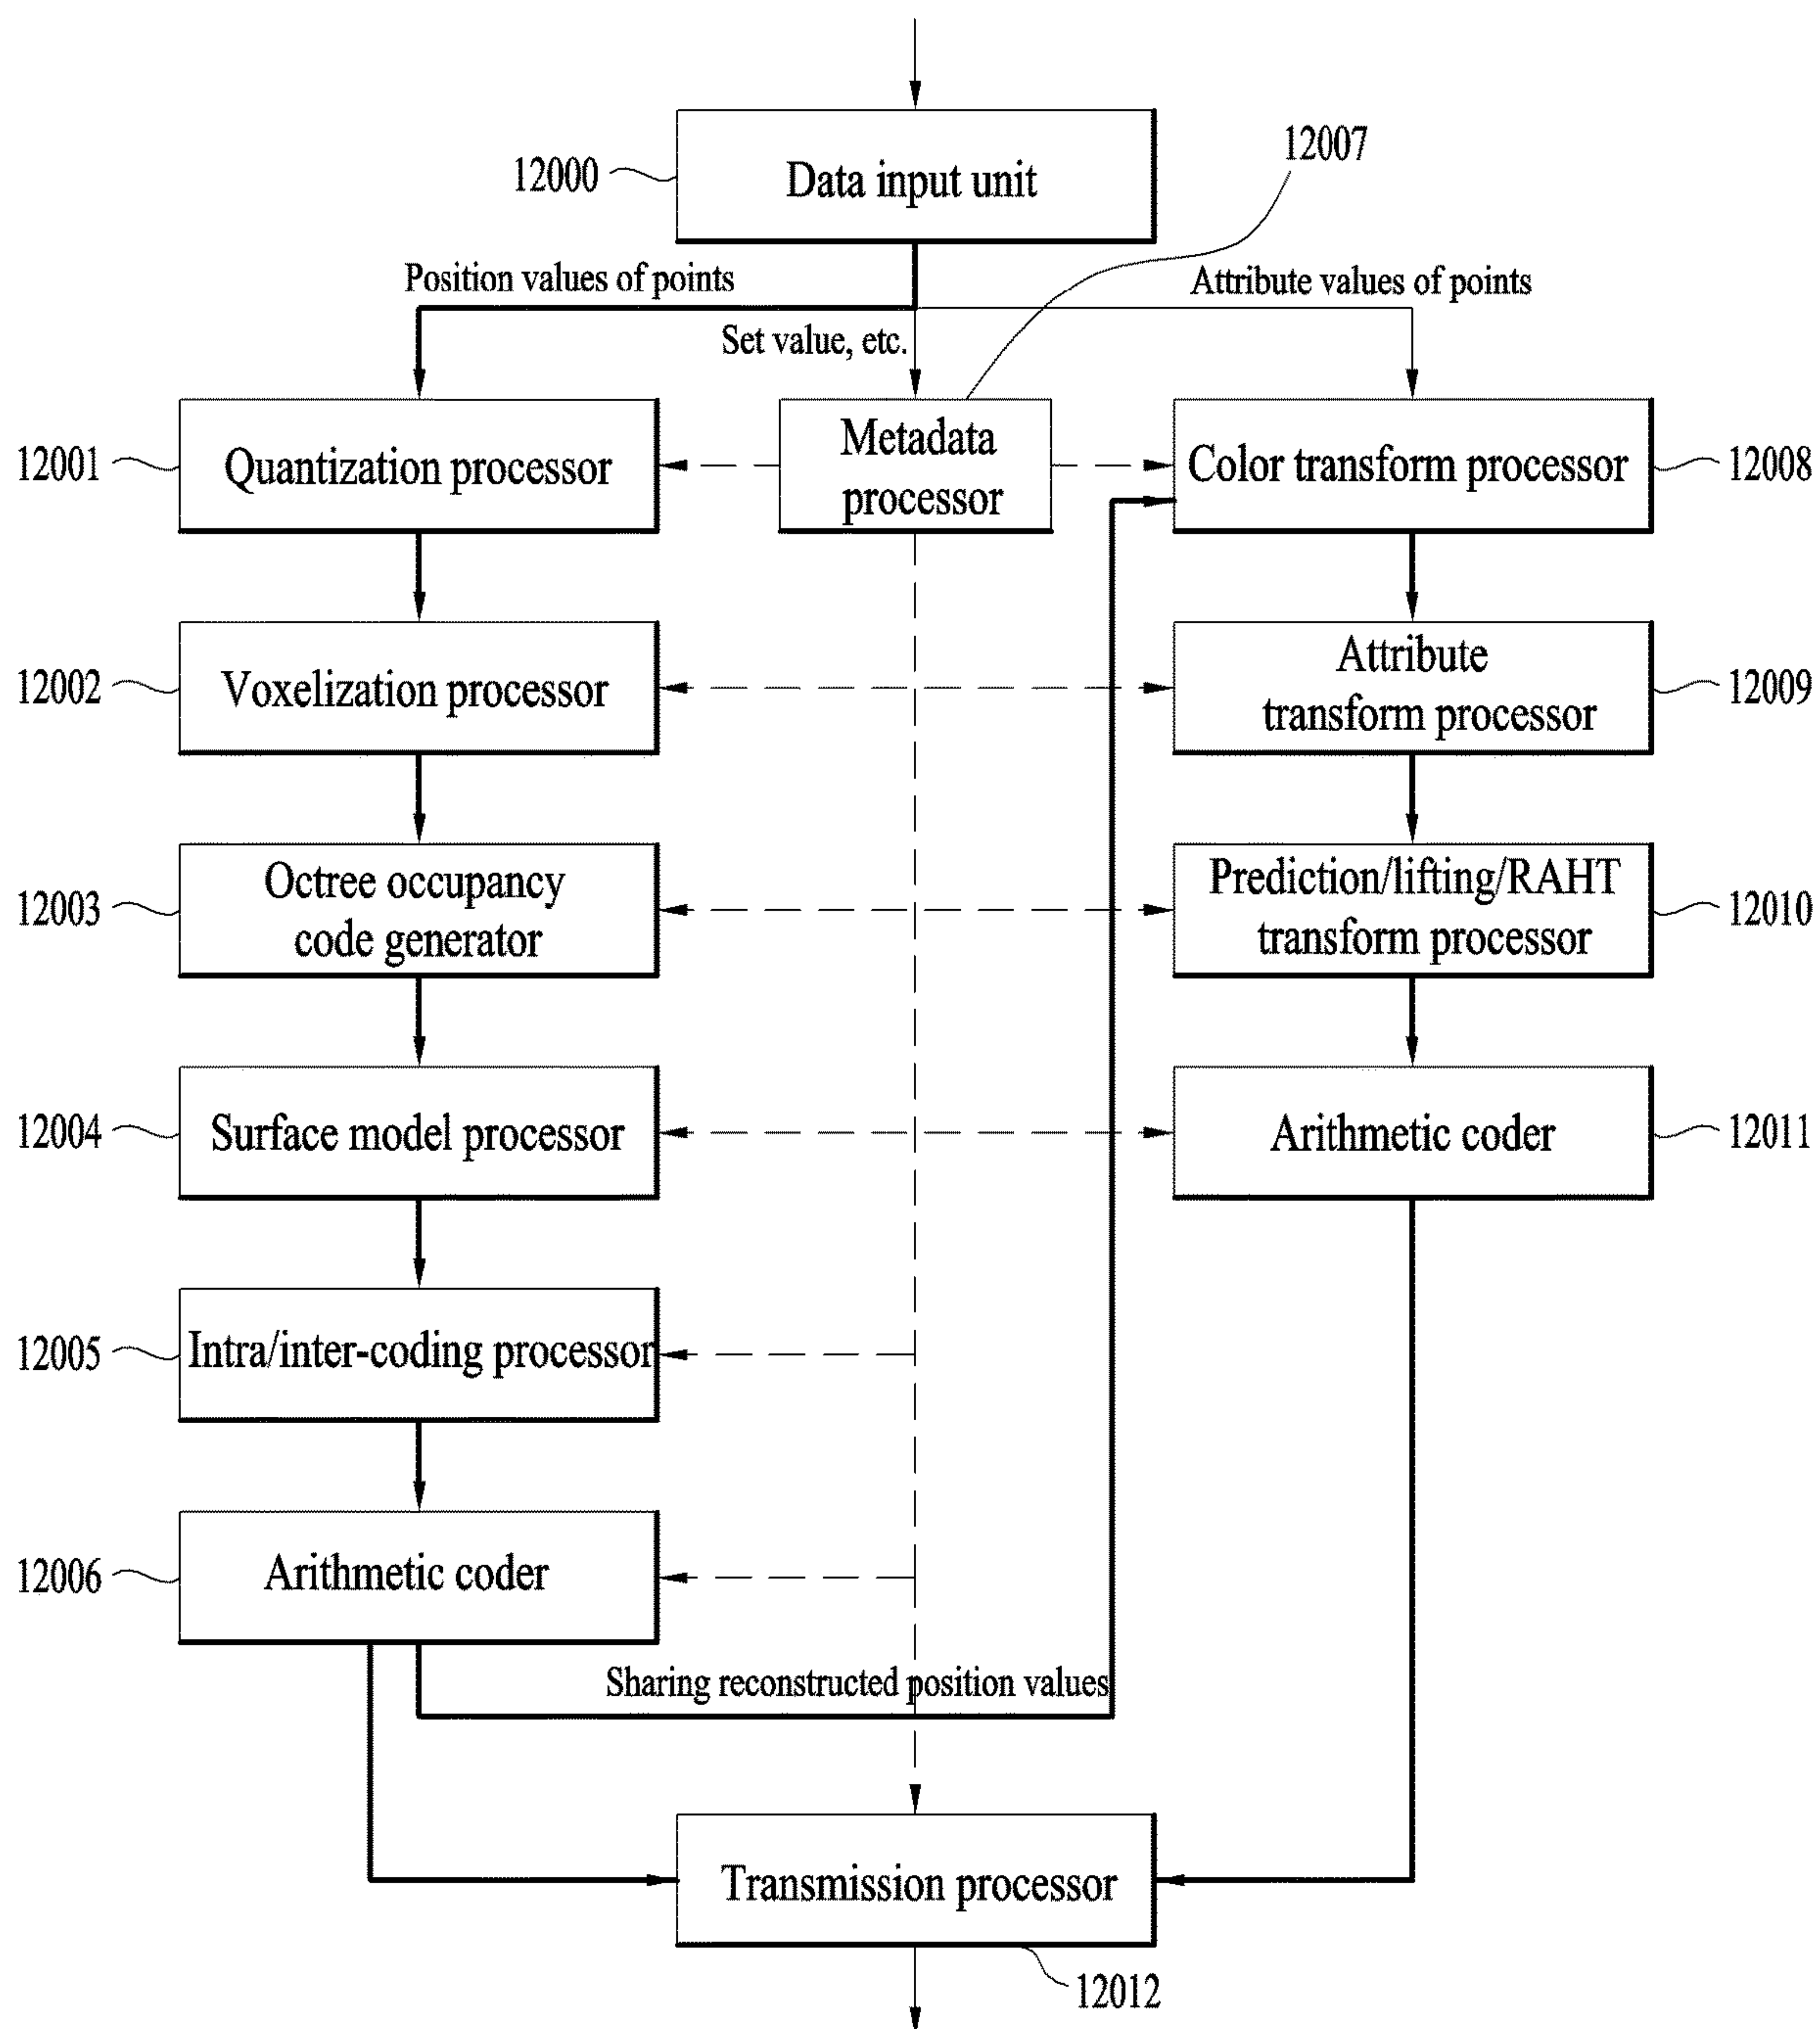 12007
12000
Data input unit
Position values of points
Attribute values of points
Set value, etc.
12001
Quantization processor
Metadata
processor
Color transform processor
12008
12002
Voxelization processor
Attribute
transform processor
12009
12003
Octree occupancy
code generator
Prediction/lifting/RAHT
transform processor
12010
12004
Surface model processor
Arithmetic coder
12011
12005
Intra/inter-coding processor
12006
Arithmetic coder
Sharing reconstructed position values
Transmission processor
12012